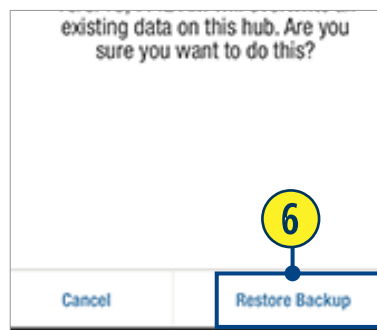 existing data on this hub. Are you
sure you want to do this?
6
Cancel
Restore Backup